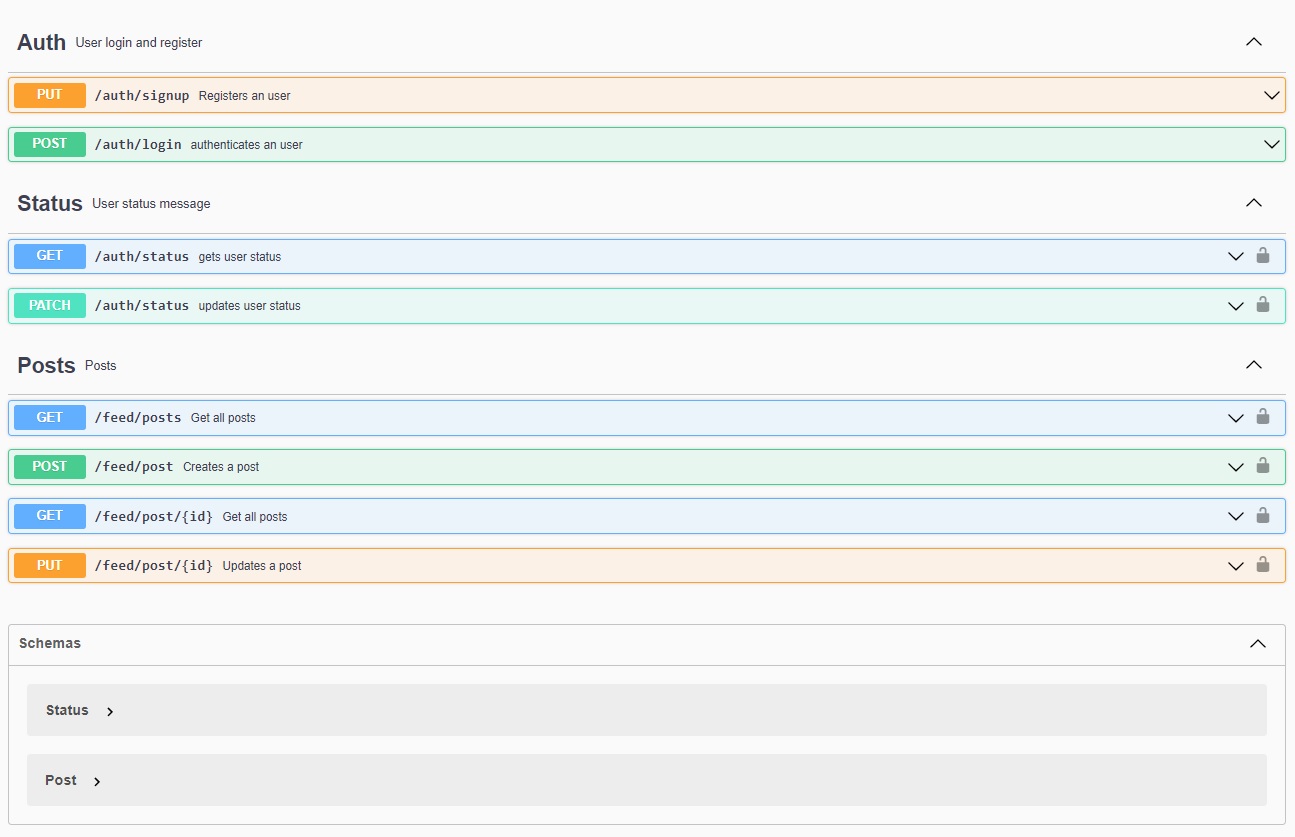 Auth User login and register
PUT /auth/signup Registers an user
POST /auth/login authenticates an user
Status User status message
GET /auth/status gets user status
PATCH /auth/status updates user status
Posts Posts
GET /feed/posts Get all posts
POST /feed/post Creates a post
GET /feed/post/{id} Get all posts
PUT /feed/post/{id} Updates a post
Schemas
Status
Post